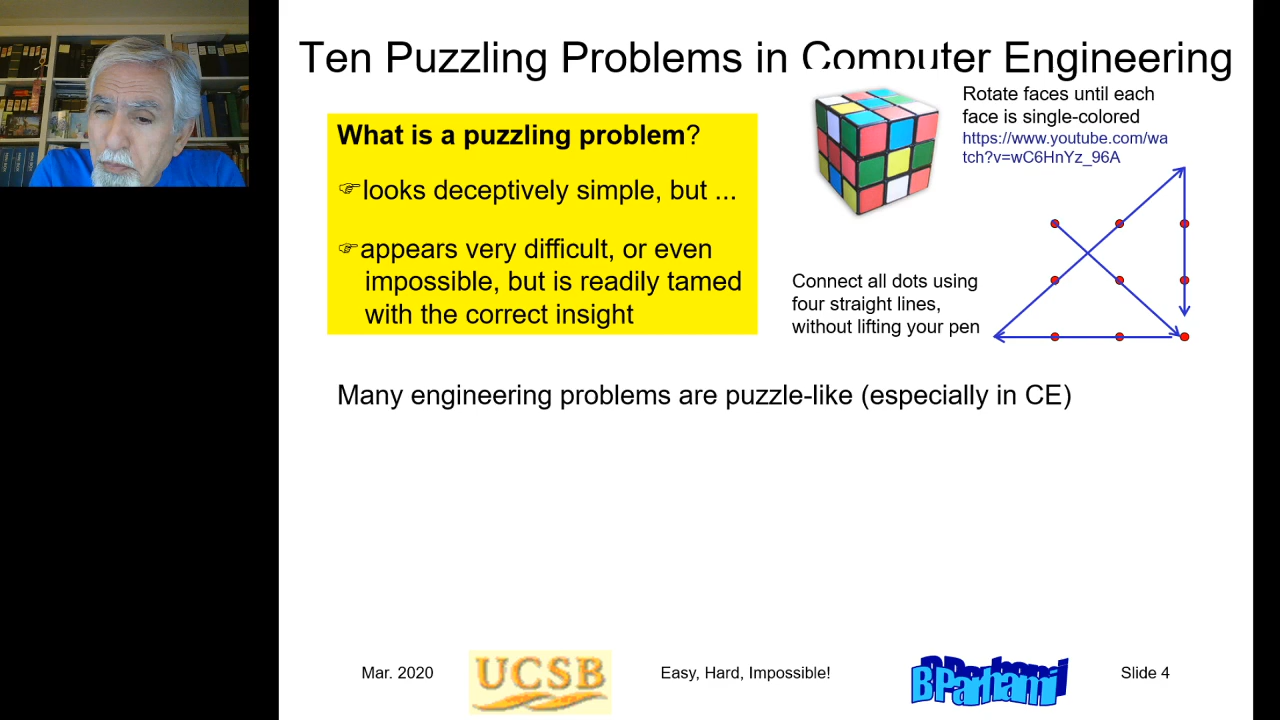 Ten Puzzling Problems in Computer Engineering
What is a puzzling problem?
looks deceptively simple, but ...
appears very difficult, or even
impossible, but is readily tamed
with the correct insight
Rotate faces until each
face is single-colored
https://www.youtube.com/wa
tch?v=wC6HnYz_96A
Connect all dots using
four straight lines,
without lifting your pen
Many engineering problems are puzzle-like (especially in CE)
Mar. 2020
UCSB
Easy, Hard, Impossible!
B Parhami
Slide 4